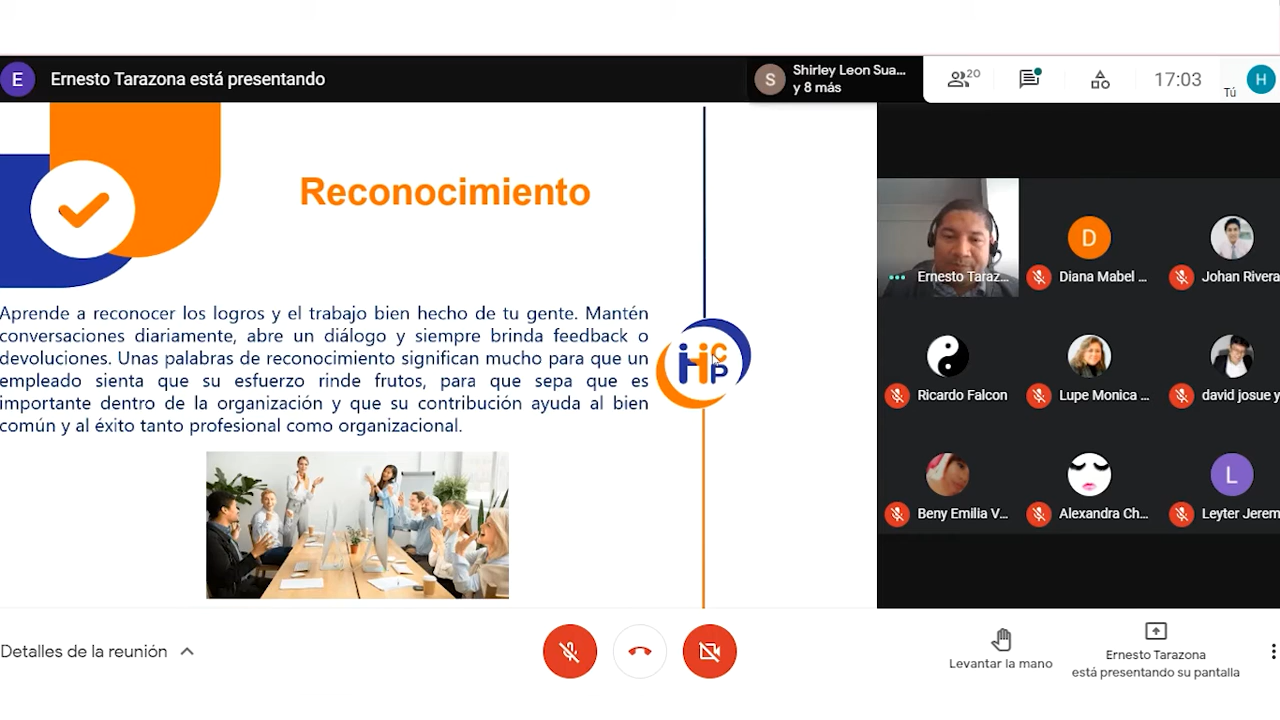 E Ernesto Tarazona está presentando
S Shirley Leon Sua...
y 8 más
20
17:03
Tú
H
Reconocimiento
Aprende a reconocer los logros y el trabajo bien hecho de tu gente. Mantén
conversaciones diariamente, abre un diálogo y siempre brinda feedback o
devoluciones. Unas palabras de reconocimiento significan mucho para que un
empleado sienta que su esfuerzo rinde frutos, para que sepa que es
importante dentro de la organización y que su contribución ayuda al bien
común y al éxito tanto profesional como organizacional.
HCP
Ernesto Taraz...
D
Diana Mabel ...
Johan Rivera
Ricardo Falcon
Lupe Monica ...
david josue y
Beny Emilia V...
Alexandra Ch...
L
Leyter Jerem
Detalles de la reunión
Levantar la mano
Ernesto Tarazona
está presentando su pantalla